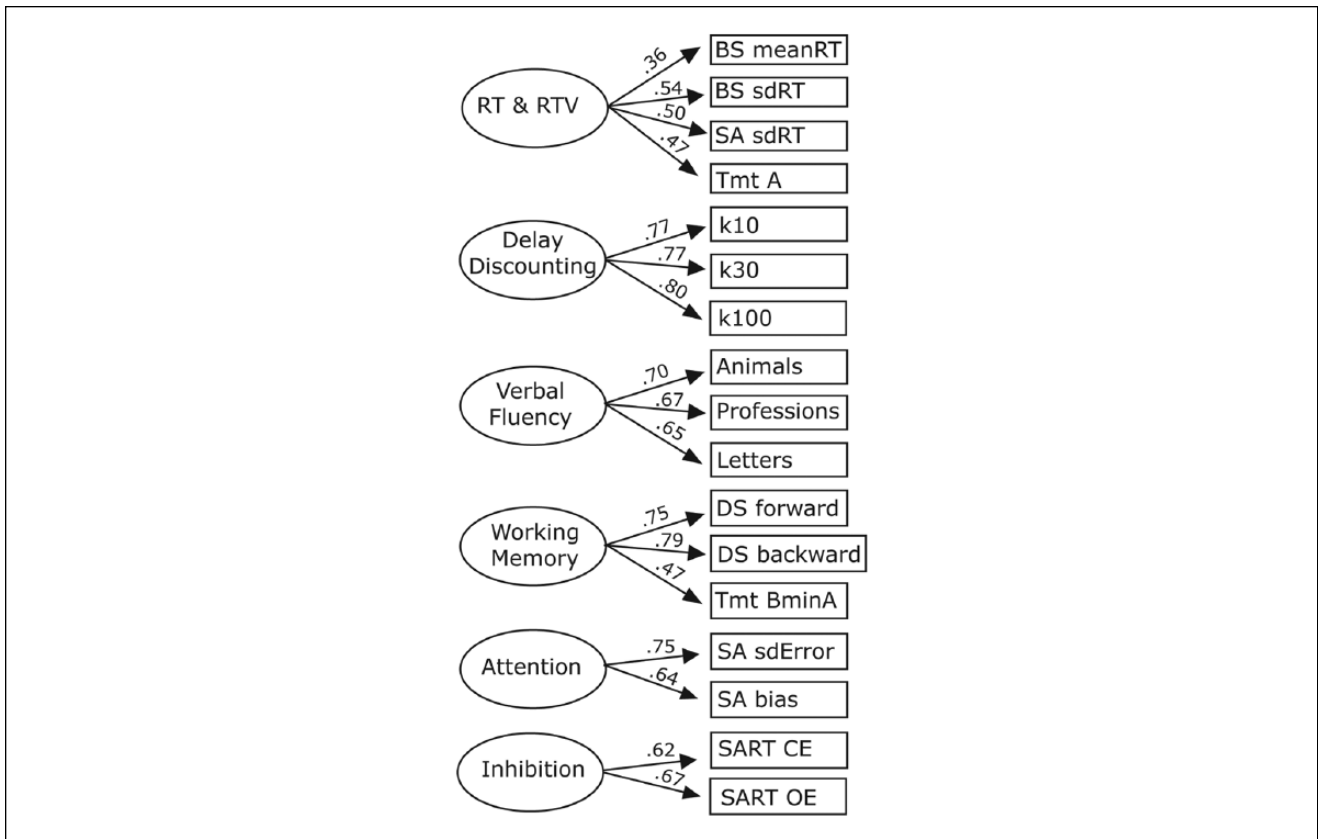 RT & RTV
.36
BS meanRT
.54
BS sdRT
.50
SA sdRT
.47
Tmt A
Delay
Discounting
.77
k10
.77
k30
.80
k100
Verbal
Fluency
.70
Animals
.67
Professions
.65
Letters
Working
Memory
.75
DS forward
.79
DS backward
.47
Tmt BminA
Attention
.75
SA sdError
.64
SA bias
Inhibition
.62
SART CE
.67
SART OE